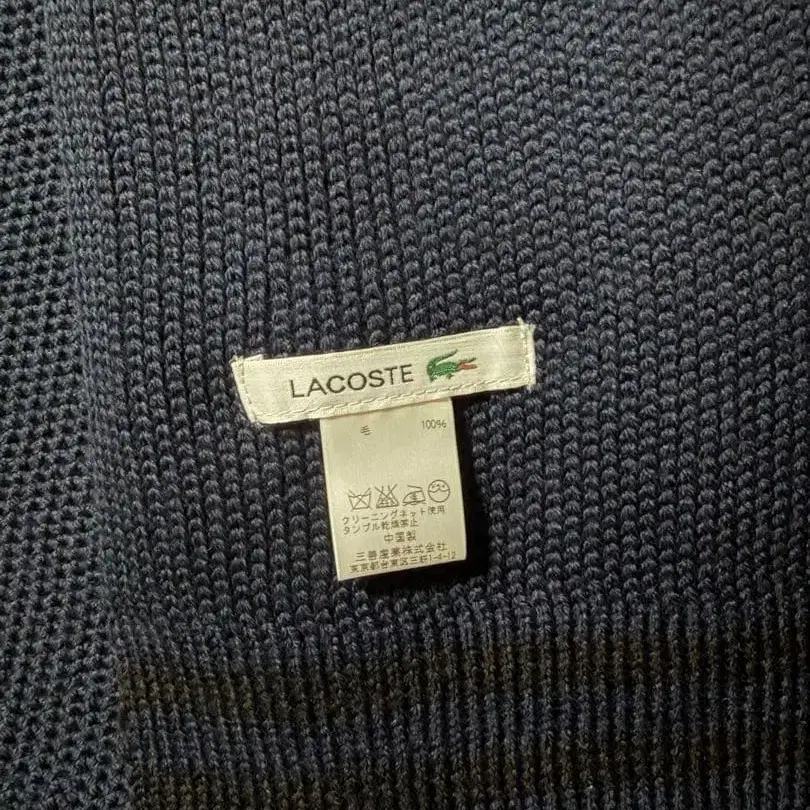 LACOSTE
毛 100%
クリーニングネット使用
タンブル乾燥禁止
中国製
三善産業株式会社
東京都台東区三筋1-4-12